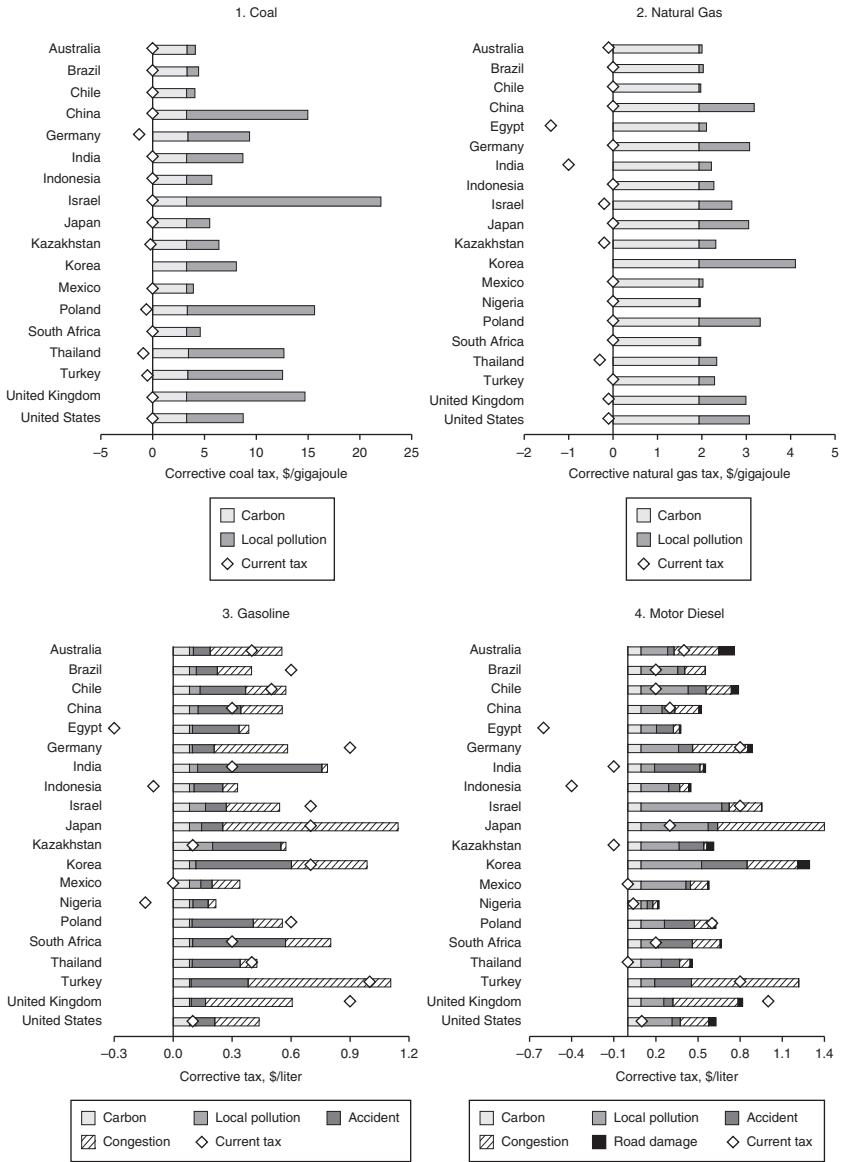 1. Coal
Australia
Brazil
Chile
China
Germany
India
Indonesia
Israel
Japan
Kazakhstan
Korea
Mexico
Poland
South Africa
Thailand
Turkey
United Kingdom
United States
–5 0 5 10 15 20 25
Corrective coal tax, $/gigajoule
Carbon
Local pollution
Current tax
2. Natural Gas
Australia
Brazil
Chile
China
Egypt
Germany
India
Indonesia
Israel
Japan
Kazakhstan
Korea
Mexico
Nigeria
Poland
South Africa
Thailand
Turkey
United Kingdom
United States
–2 –1 0 1 2 3 4 5
Corrective natural gas tax, $/gigajoule
Carbon
Local pollution
Current tax
3. Gasoline
Australia
Brazil
Chile
China
Egypt
Germany
India
Indonesia
Israel
Japan
Kazakhstan
Korea
Mexico
Nigeria
Poland
South Africa
Thailand
Turkey
United Kingdom
United States
–0.3 0.0 0.3 0.6 0.9 1.2
Corrective tax, $/liter
Carbon Local pollution Accident
Congestion Current tax
4. Motor Diesel
Australia
Brazil
Chile
China
Egypt
Germany
India
Indonesia
Israel
Japan
Kazakhstan
Korea
Mexico
Nigeria
Poland
South Africa
Thailand
Turkey
United Kingdom
United States
–0.7 –0.4 –0.1 0.2 0.5 0.8 1.1 1.4
Corrective tax, $/liter
Carbon Local pollution Accident
Congestion Road damage Current tax